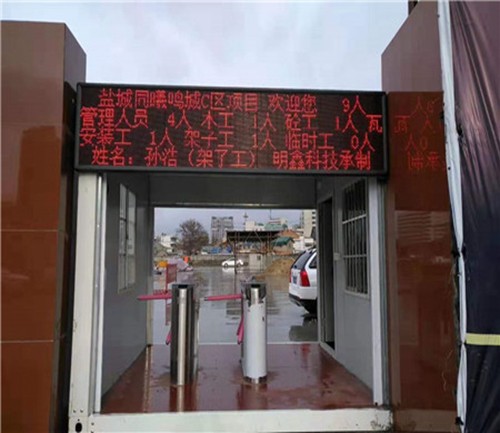 盐城同曦鸣城C区项目 欢迎您 9人
管理人员 4人 木工 1人 砼工 1人 瓦
安装工 1人 架子工 1人 临时工 0人
姓名：孙浩（架子工）明鑫科技承制